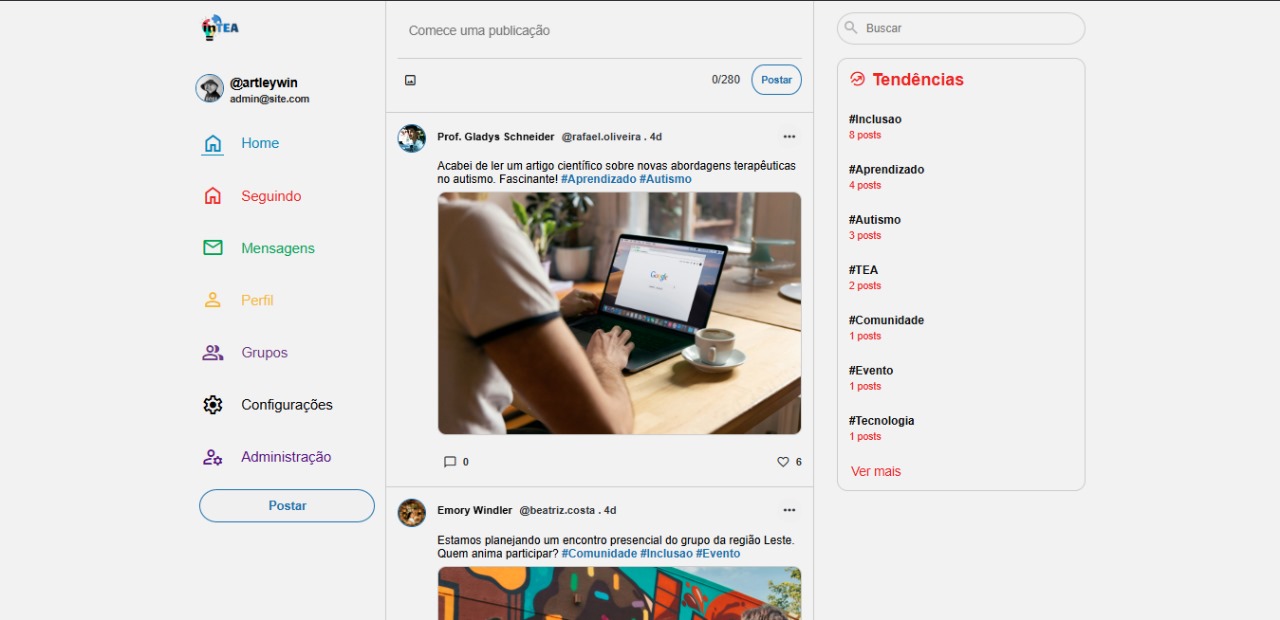 inTEA
@artleywin
admin@site.com
Home
Seguindo
Mensagens
Perfil
Grupos
Configurações
Administração
Postar
Comece uma publicação
0/280
Postar
Prof. Gladys Schneider @rafael.oliveira . 4d
Acabei de ler um artigo científico sobre novas abordagens terapêuticas
no autismo. Fascinante! #Aprendizado #Autismo
Google
0
6
Emory Windler @beatriz.costa . 4d
Estamos planejando um encontro presencial do grupo da região Leste.
Quem anima participar? #Comunidade #Inclusao #Evento
Buscar
Tendências
#Inclusao
8 posts
#Aprendizado
4 posts
#Autismo
3 posts
#TEA
2 posts
#Comunidade
1 posts
#Evento
1 posts
#Tecnologia
1 posts
Ver mais